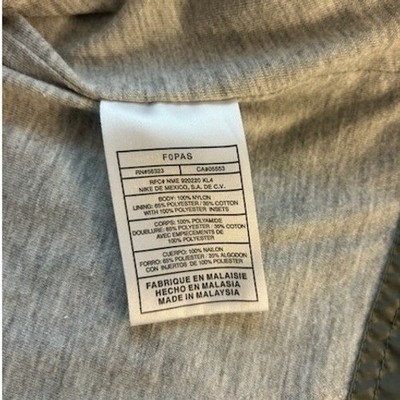 F0PAS
RN#56323 CA#05553
RFC# NME 920220 KL4
NIKE DE MEXICO, S.A. DE C.V.
BODY: 100% NYLON
LINING: 65% POLYESTER / 35% COTTON
WITH 100% POLYESTER INSETS
CORPS: 100% POLYAMIDE
DOUBLURE: 65% POLYESTER / 35% COTON
AVEC EMPIECEMENTS DE
100% POLYESTER
CUERPO: 100% NAILON
FORRO: 65% POLIESTER / 35% ALGODON
CON INJERTOS DE 100% POLIESTER
FABRIQUE EN MALAISIE
HECHO EN MALASIA
MADE IN MALAYSIA